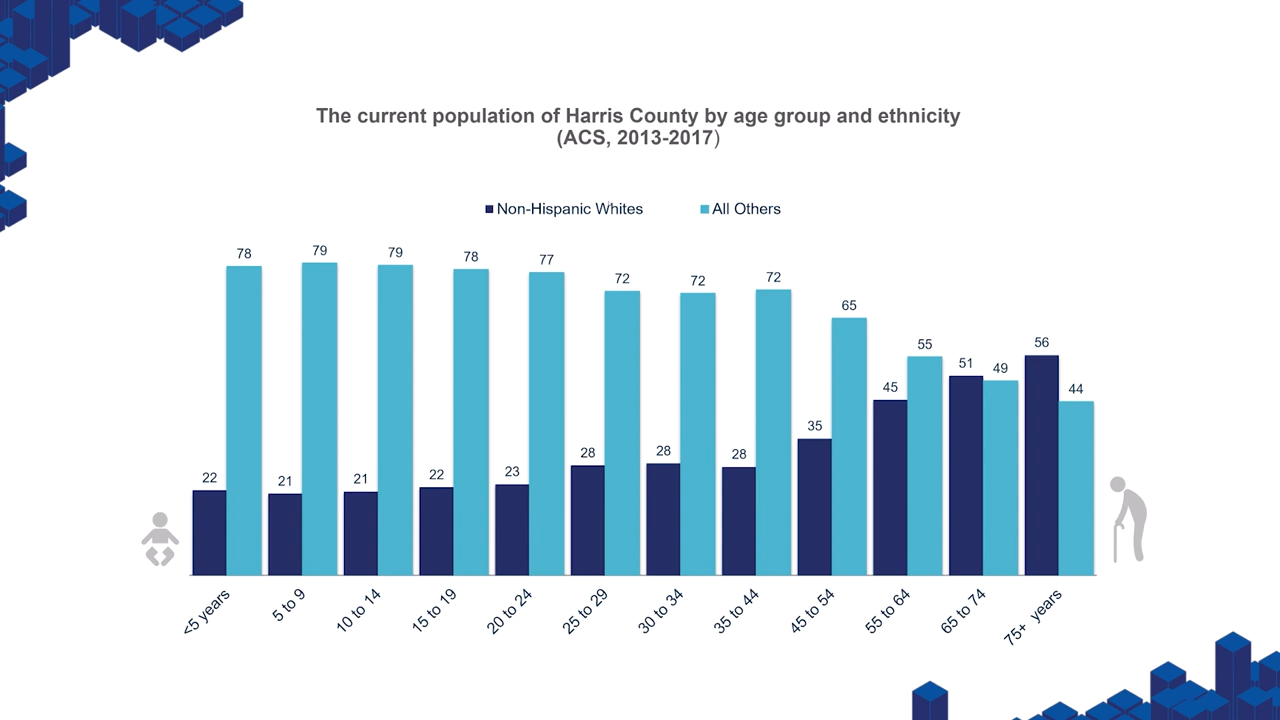 The current population of Harris County by age group and ethnicity
(ACS, 2013-2017)
Non-Hispanic Whites All Others
78 79 79 78 77 72 72 72 65 55 49 44
22 21 21 22 23 28 28 28 35 45 51 56
<5 years 5 to 9 10 to 14 15 to 19 20 to 24 25 to 29 30 to 34 35 to 44 45 to 54 55 to 64 65 to 74 75+ years